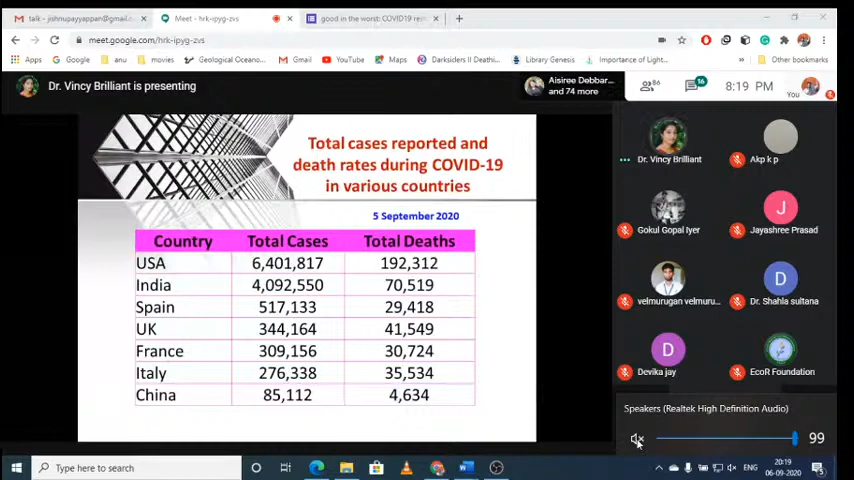 talk - jishnupayyappan@gmail.c
Meet - hrk-ipyg-zvs
good in the worst: COVID19 res
meet.google.com/hrk-ipyg-zvs
Apps
Google
anu
movies
Geological Oceano...
Gmail
YouTube
Maps
Darksiders II Deathi...
Library Genesis
Importance of Light...
Other bookmarks
Dr. Vincy Brilliant is presenting
Aisiree Debbar...
and 74 more
86
16
8:19 PM
You
Total cases reported and
death rates during COVID-19
in various countries
5 September 2020
Country Total Cases Total Deaths
USA 6,401,817 192,312
India 4,092,550 70,519
Spain 517,133 29,418
UK 344,164 41,549
France 309,156 30,724
Italy 276,338 35,534
China 85,112 4,634
Dr. Vincy Brilliant
Akp k p
Gokul Gopal Iyer
J
Jayashree Prasad
velmurugan velmuru...
D
Dr. Shahla sultana
D
Devika jay
EcoR Foundation
Speakers (Realtek High Definition Audio)
99
Type here to search
ENG
20:19
06-09-2020
5